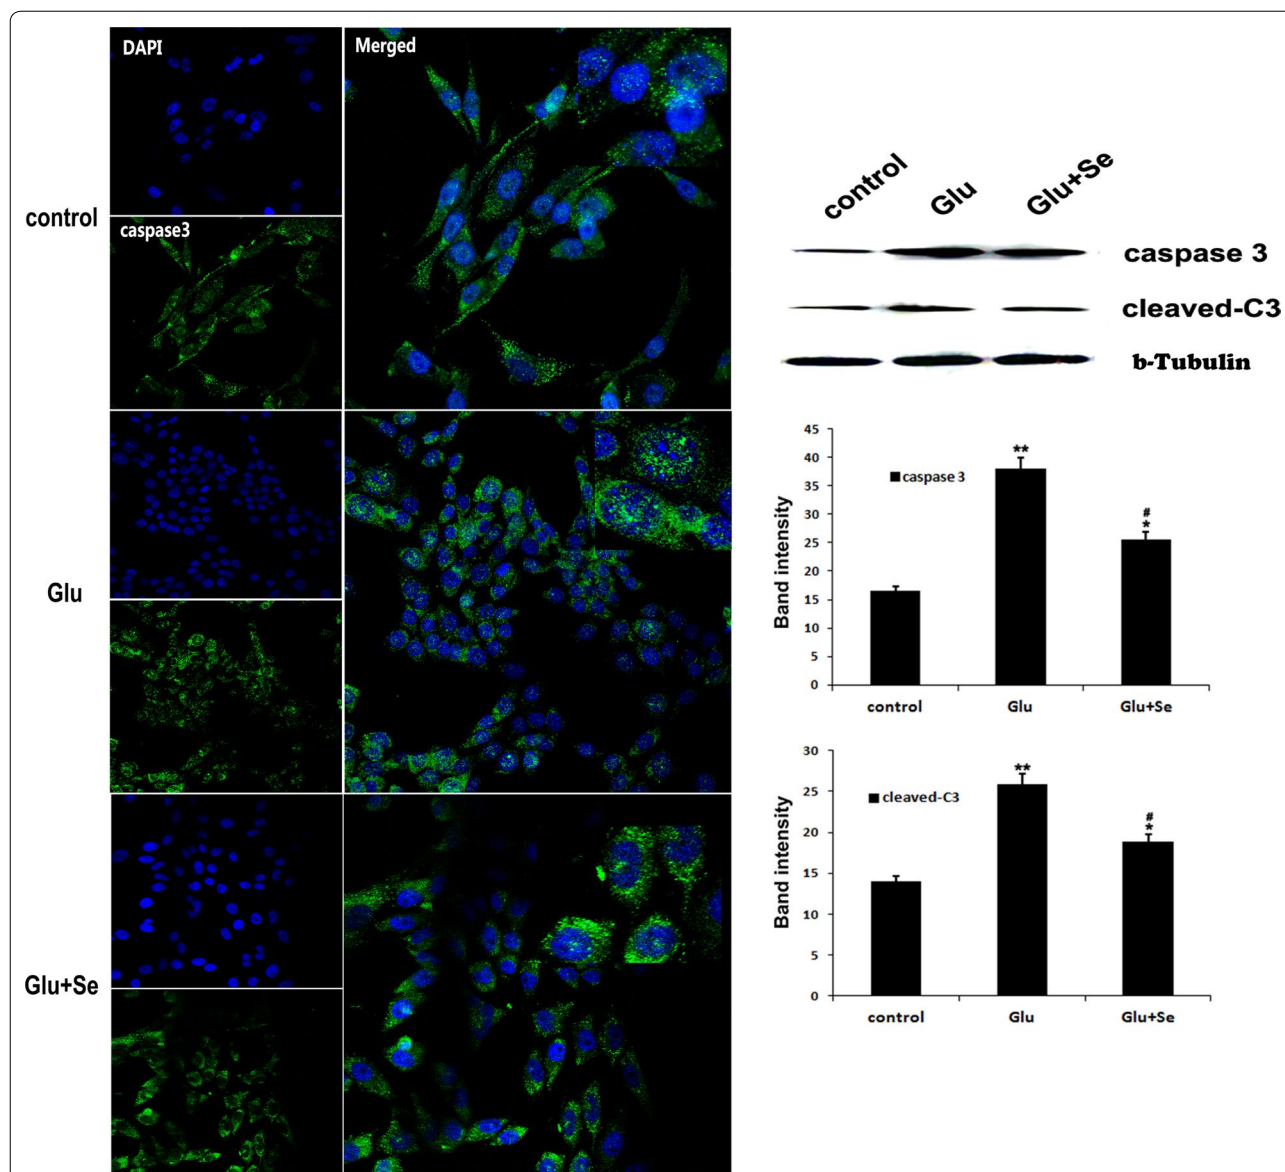 DAPI
Merged
control
caspase3
Glu
Glu+Se
control
Glu
Glu+Se
caspase 3
cleaved-C3
b-Tubulin
45
40
35
30
25
20
15
10
5
0
Band intensity
caspase 3
**
#
*
control
Glu
Glu+Se
30
25
20
15
10
5
0
Band intensity
cleaved-C3
**
#
*
control
Glu
Glu+Se